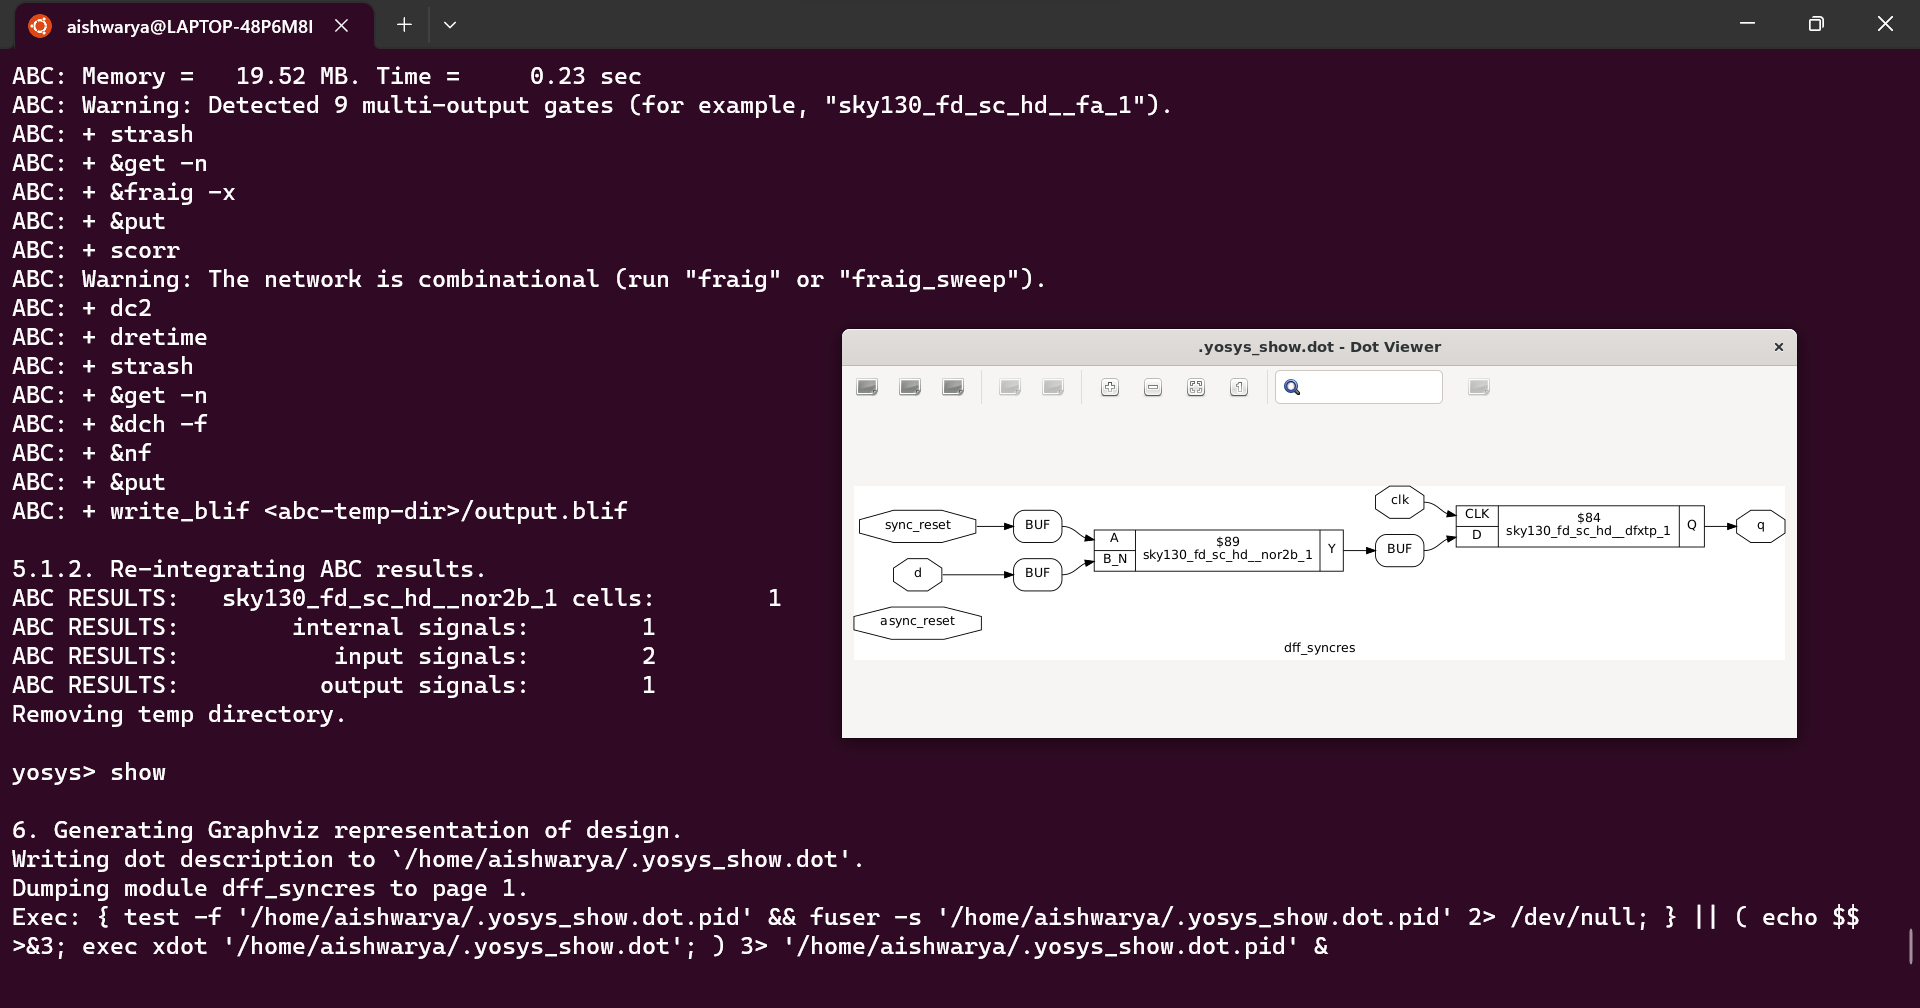 aishwarya@LAPTOP-48P6M8I
ABC: Memory =   19.52 MB. Time =     0.23 sec
ABC: Warning: Detected 9 multi-output gates (for example, "sky130_fd_sc_hd__fa_1").
ABC: + strash
ABC: + &get -n
ABC: + &fraig -x
ABC: + &put
ABC: + scorr
ABC: Warning: The network is combinational (run "fraig" or "fraig_sweep").
ABC: + dc2
ABC: + dretime
ABC: + strash
ABC: + &get -n
ABC: + &dch -f
ABC: + &nf
ABC: + &put
ABC: + write_blif <abc-temp-dir>/output.blif
5.1.2. Re-integrating ABC results.
ABC RESULTS:   sky130_fd_sc_hd__nor2b_1 cells:        1
ABC RESULTS:        internal signals:        1
ABC RESULTS:           input signals:        2
ABC RESULTS:          output signals:        1
Removing temp directory.
yosys> show
6. Generating Graphviz representation of design.
Writing dot description to `/home/aishwarya/.yosys_show.dot'.
Dumping module dff_syncres to page 1.
Exec: { test -f '/home/aishwarya/.yosys_show.dot.pid' && fuser -s '/home/aishwarya/.yosys_show.dot.pid' 2> /dev/null; } || ( echo $$
>&3; exec xdot '/home/aishwarya/.yosys_show.dot'; ) 3> '/home/aishwarya/.yosys_show.dot.pid' &
.yosys_show.dot - Dot Viewer
sync_reset
BUF
d
BUF
async_reset
A
B_N
$89
sky130_fd_sc_hd__nor2b_1
Y
clk
BUF
CLK
D
$84
sky130_fd_sc_hd__dfxtp_1
Q
q
dff_syncres